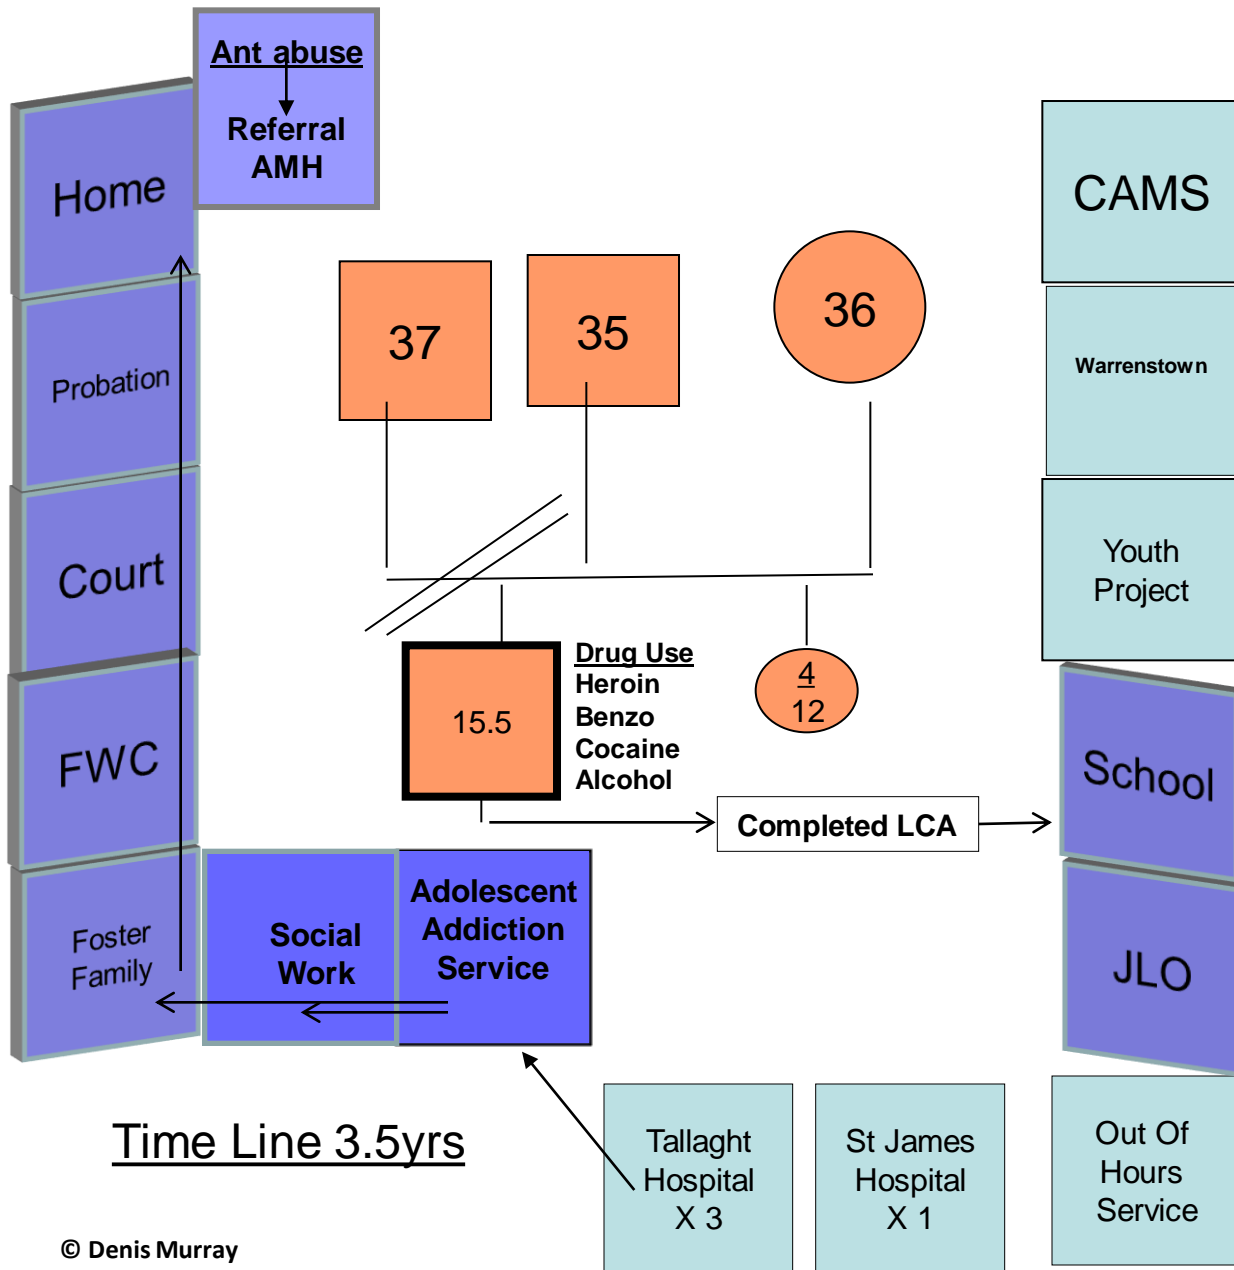 Ant abuse
Referral
AMH
Home
Probation
Court
FWC
Foster
Family
37
35
36
CAMS
Warrenstown
Youth
Project
15.5
Drug Use
Heroin
Benzo
Cocaine
Alcohol
4
12
Completed LCA
School
JLO
Social
Work
Adolescent
Addiction
Service
Time Line 3.5yrs
Tallaght
Hospital
X 3
St James
Hospital
X 1
Out Of
Hours
Service
© Denis Murray